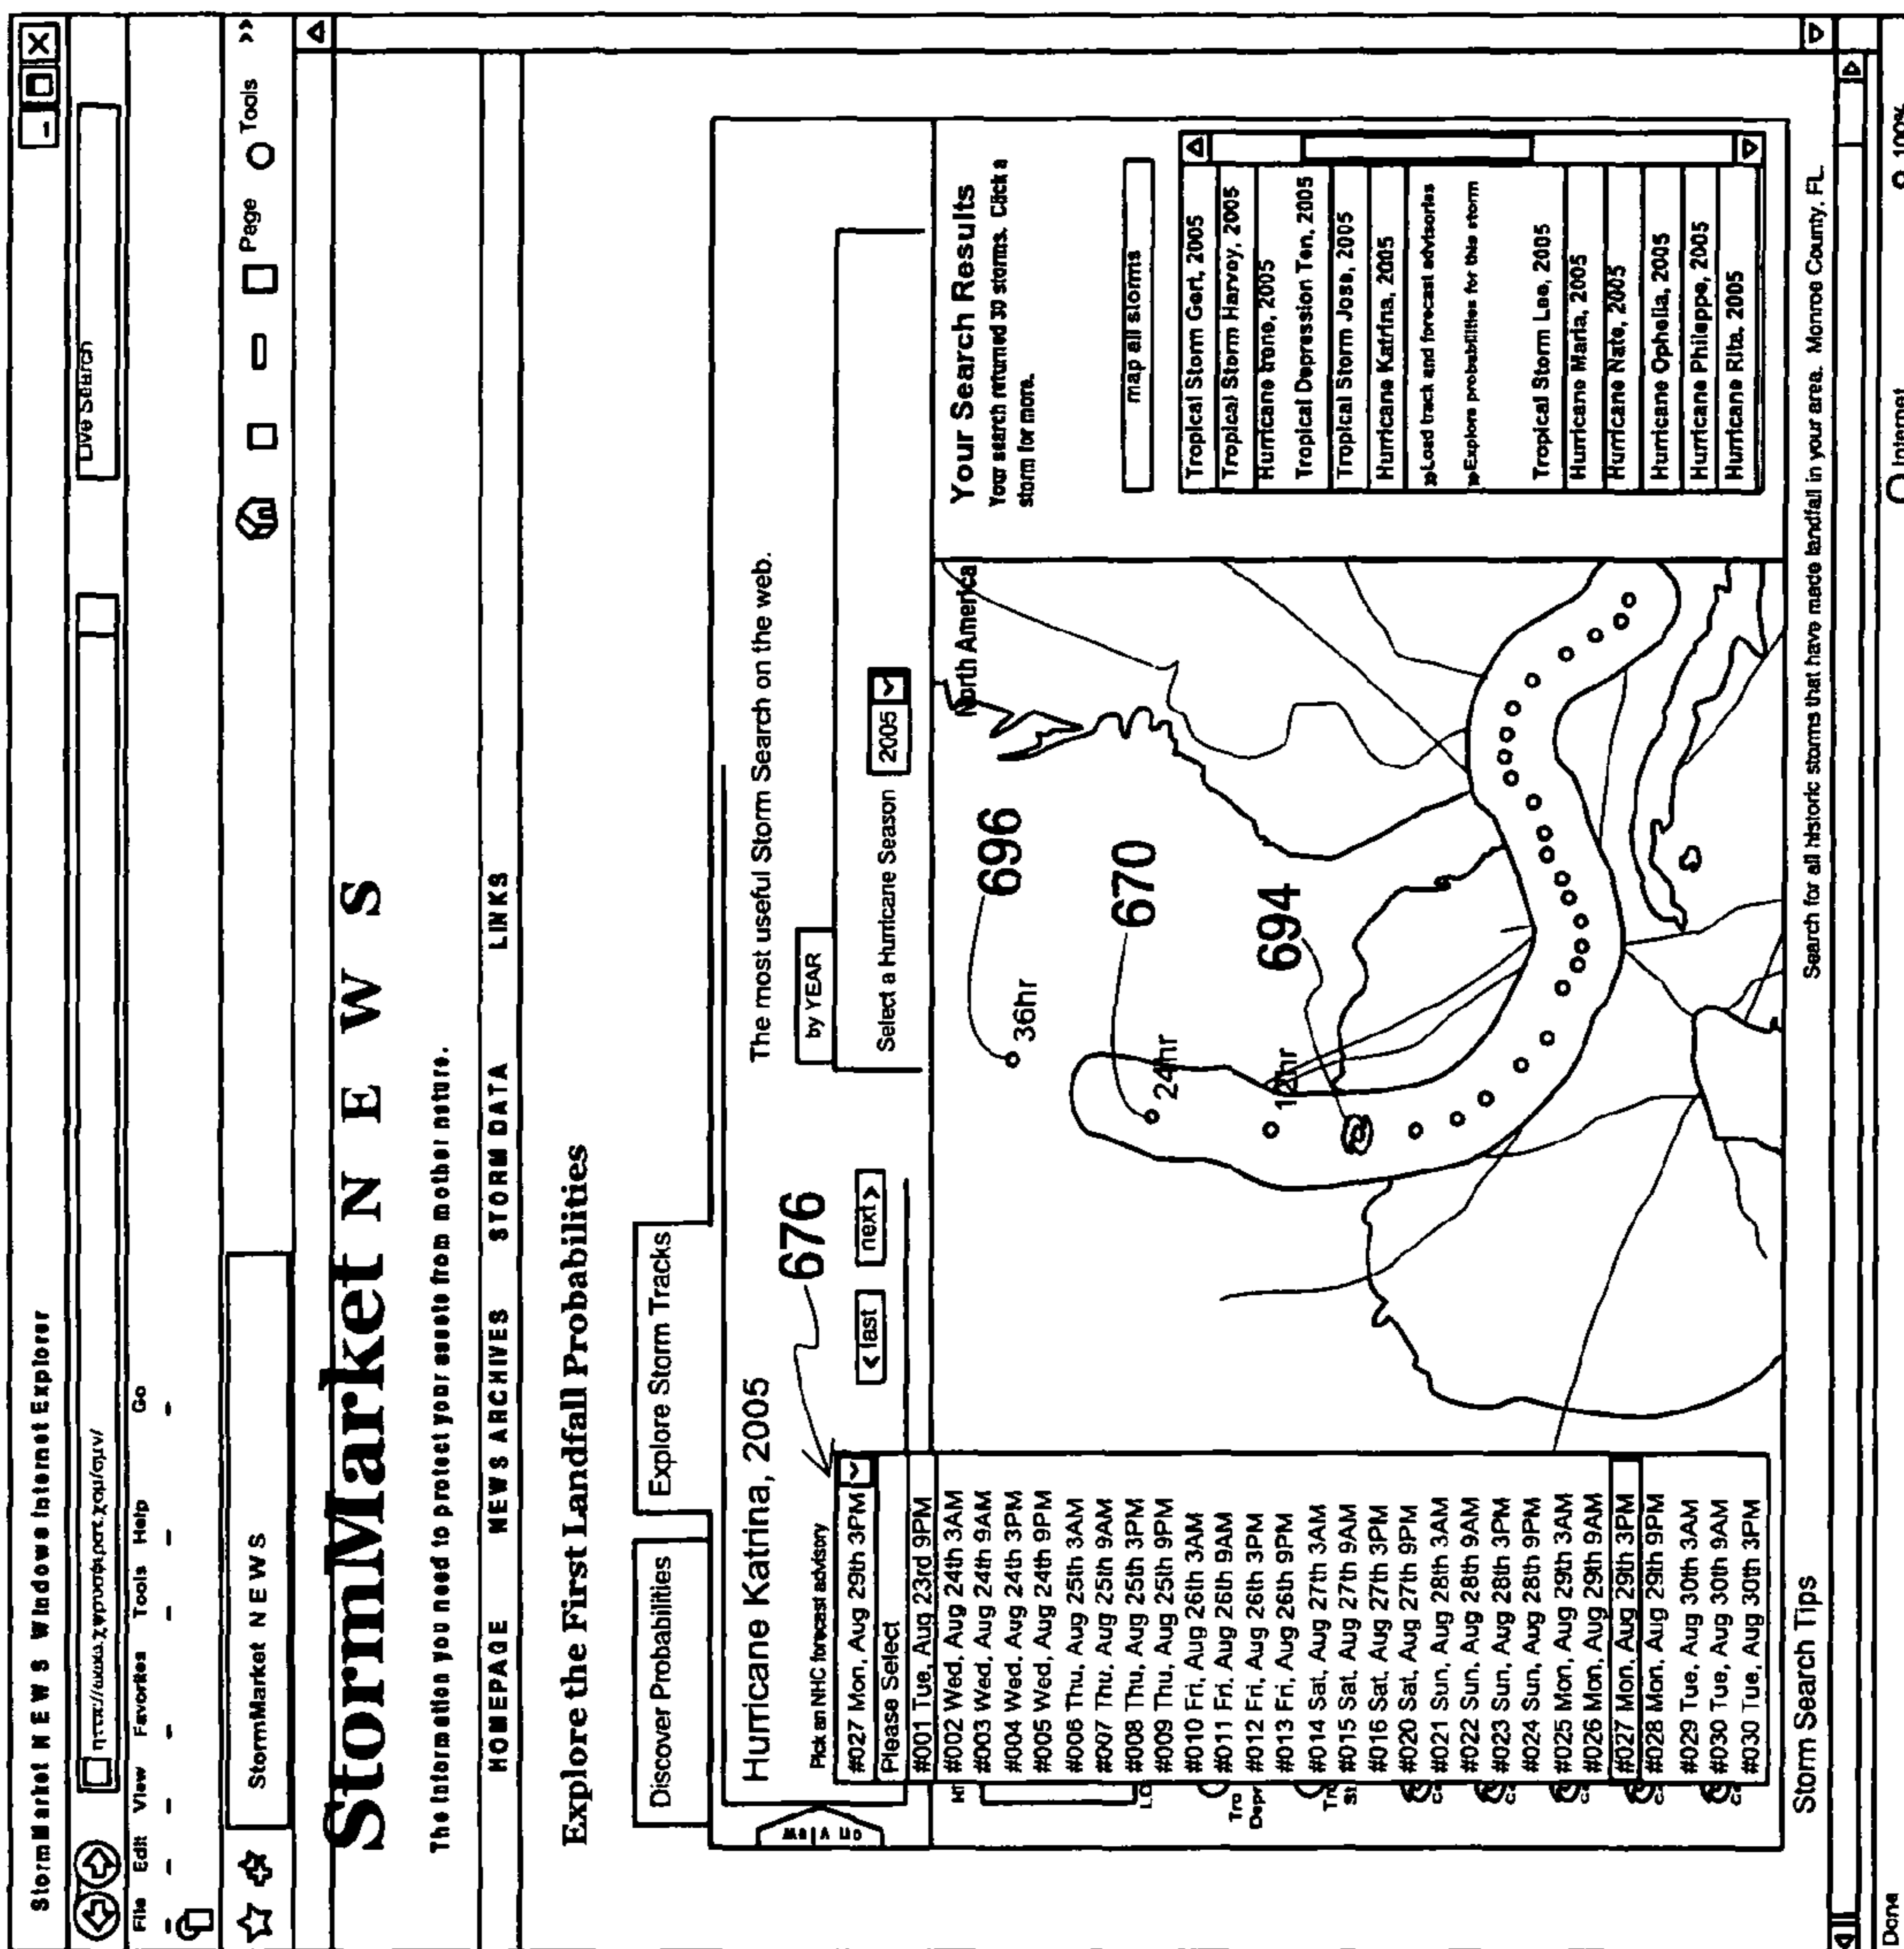 StormMarket N E W S Windows Internet Explorer
Live Search
File Edit View Favorites Tools Help Go
StormMarket N E W S
Page Tools >>
StormMarket N E W S
The information you need to protect your assets from mother nature.
HOMEPAGE NEWS ARCHIVES STORM DATA LINKS
Explore the First Landfall Probabilities
Discover Probabilities Explore Storm Tracks
Hurricane Katrina, 2005
676
The most useful Storm Search on the web.
by YEAR
Pick an NHC forecast advisory
< last next >
Select a Hurricane Season 2005
#027 Mon, Aug 29th 3PM
Please Select
#001 Tue, Aug 23rd 9PM
#002 Wed, Aug 24th 3AM
#003 Wed, Aug 24th 9AM
#004 Wed, Aug 24th 3PM
#005 Wed, Aug 24th 9PM
#006 Thu, Aug 25th 3AM
#007 Thu, Aug 25th 9AM
#008 Thu, Aug 25th 3PM
#009 Thu, Aug 25th 9PM
#010 Fri, Aug 26th 3AM
#011 Fri, Aug 26th 9AM
#012 Fri, Aug 26th 3PM
#013 Fri, Aug 26th 9PM
#014 Sat, Aug 27th 3AM
#015 Sat, Aug 27th 9AM
#016 Sat, Aug 27th 3PM
#020 Sat, Aug 27th 9PM
#021 Sun, Aug 28th 3AM
#022 Sun, Aug 28th 9AM
#023 Sun, Aug 28th 3PM
#024 Sun, Aug 28th 9PM
#025 Mon, Aug 29th 3AM
#026 Mon, Aug 29th 9AM
#027 Mon, Aug 29th 3PM
#028 Mon, Aug 29th 9PM
#029 Tue, Aug 30th 3AM
#030 Tue, Aug 30th 9AM
#030 Tue, Aug 30th 3PM
North America
696
36hr
670
24hr
694
12hr
Your Search Results
Your search returned 30 storms. Click a
storm for more.
map all storms
Tropical Storm Gert, 2005
Tropical Storm Harvey, 2005
Hurricane Irene, 2005
Tropical Depression Ten, 2005
Tropical Storm Jose, 2005
Hurricane Katrina, 2005
»Load track and forecast advisories
»Explore probabilities for this storm
Tropical Storm Lee, 2005
Hurricane Maria, 2005
Hurricane Nate, 2005
Hurricane Ophelia, 2005
Hurricane Philippe, 2005
Hurricane Rita, 2005
Storm Search Tips
Search for all historic storms that have made landfall in your area. Monroe County, FL.
Done
Internet
100%